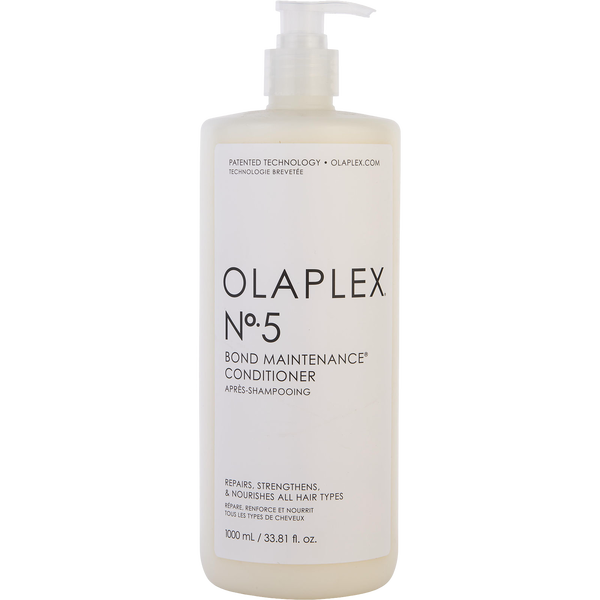 PATENTED TECHNOLOGY • OLAPLEX.COM
TECHNOLOGIE BREVETÉE
OLAPLEX.
Nº.5
BOND MAINTENANCE®
CONDITIONER
APRÈS-SHAMPOOING
REPAIRS, STRENGTHENS,
& NOURISHES ALL HAIR TYPES
RÉPARE, RENFORCE ET NOURRIT
TOUS LES TYPES DE CHEVEUX
1000 mL / 33.81 fl. oz.